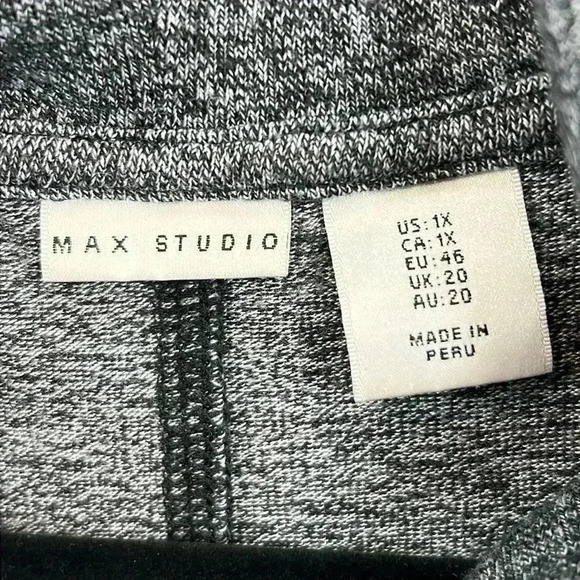 MAX STUDIO
US:1X
CA:1X
EU:46
UK:20
AU:20
MADE IN
PERU